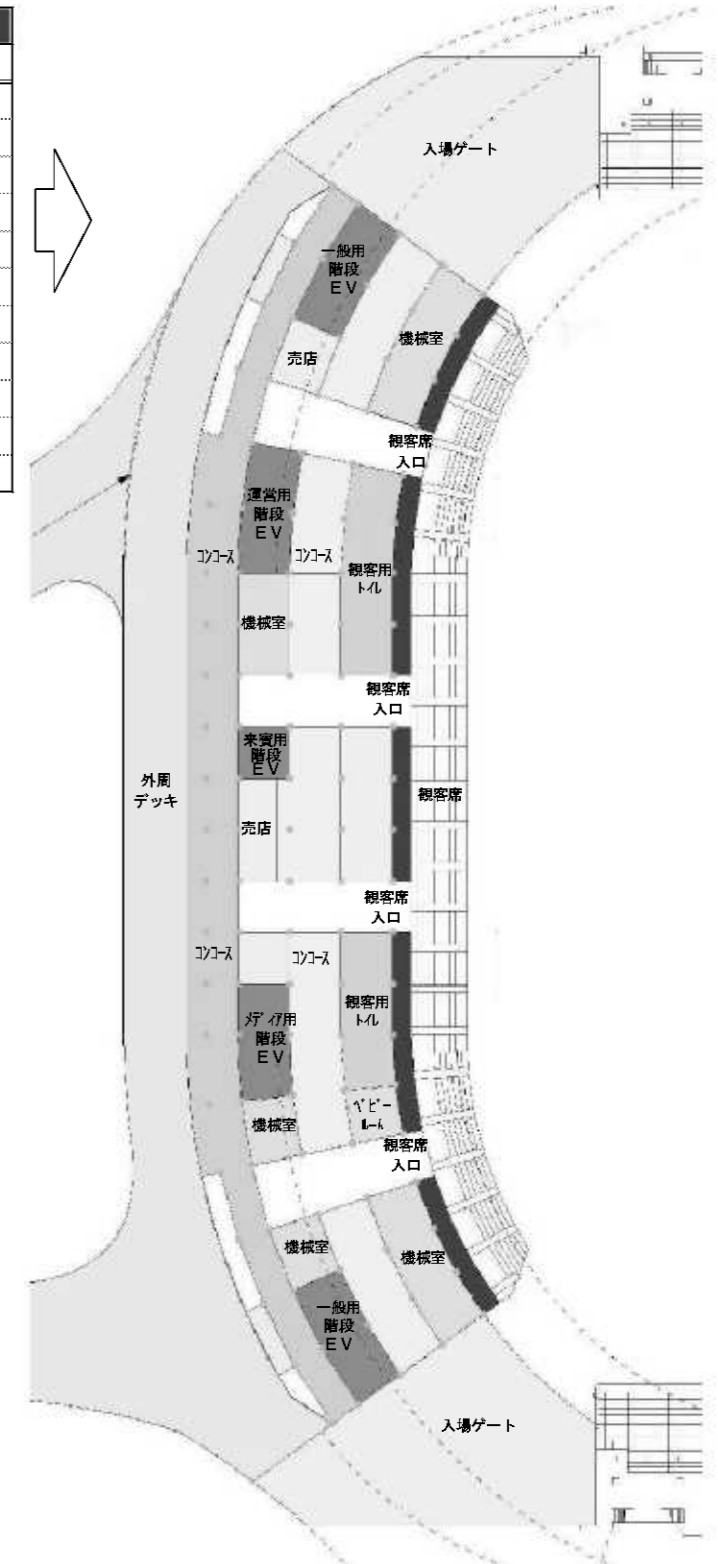 入場ゲート
一般用
階段
ＥＶ
機械室
売店
観客席
入口
運営用
階段
ＥＶ
コンコース
コンコース
観客用
トイレ
機械室
観客席
入口
来賓用
階段
ＥＶ
外周
デッキ
観客席
売店
観客席
入口
コンコース
コンコース
観客用
トイレ
メディア用
階段
ＥＶ
ベビー
ルーム
機械室
観客席
入口
機械室
機械室
一般用
階段
ＥＶ
入場ゲート